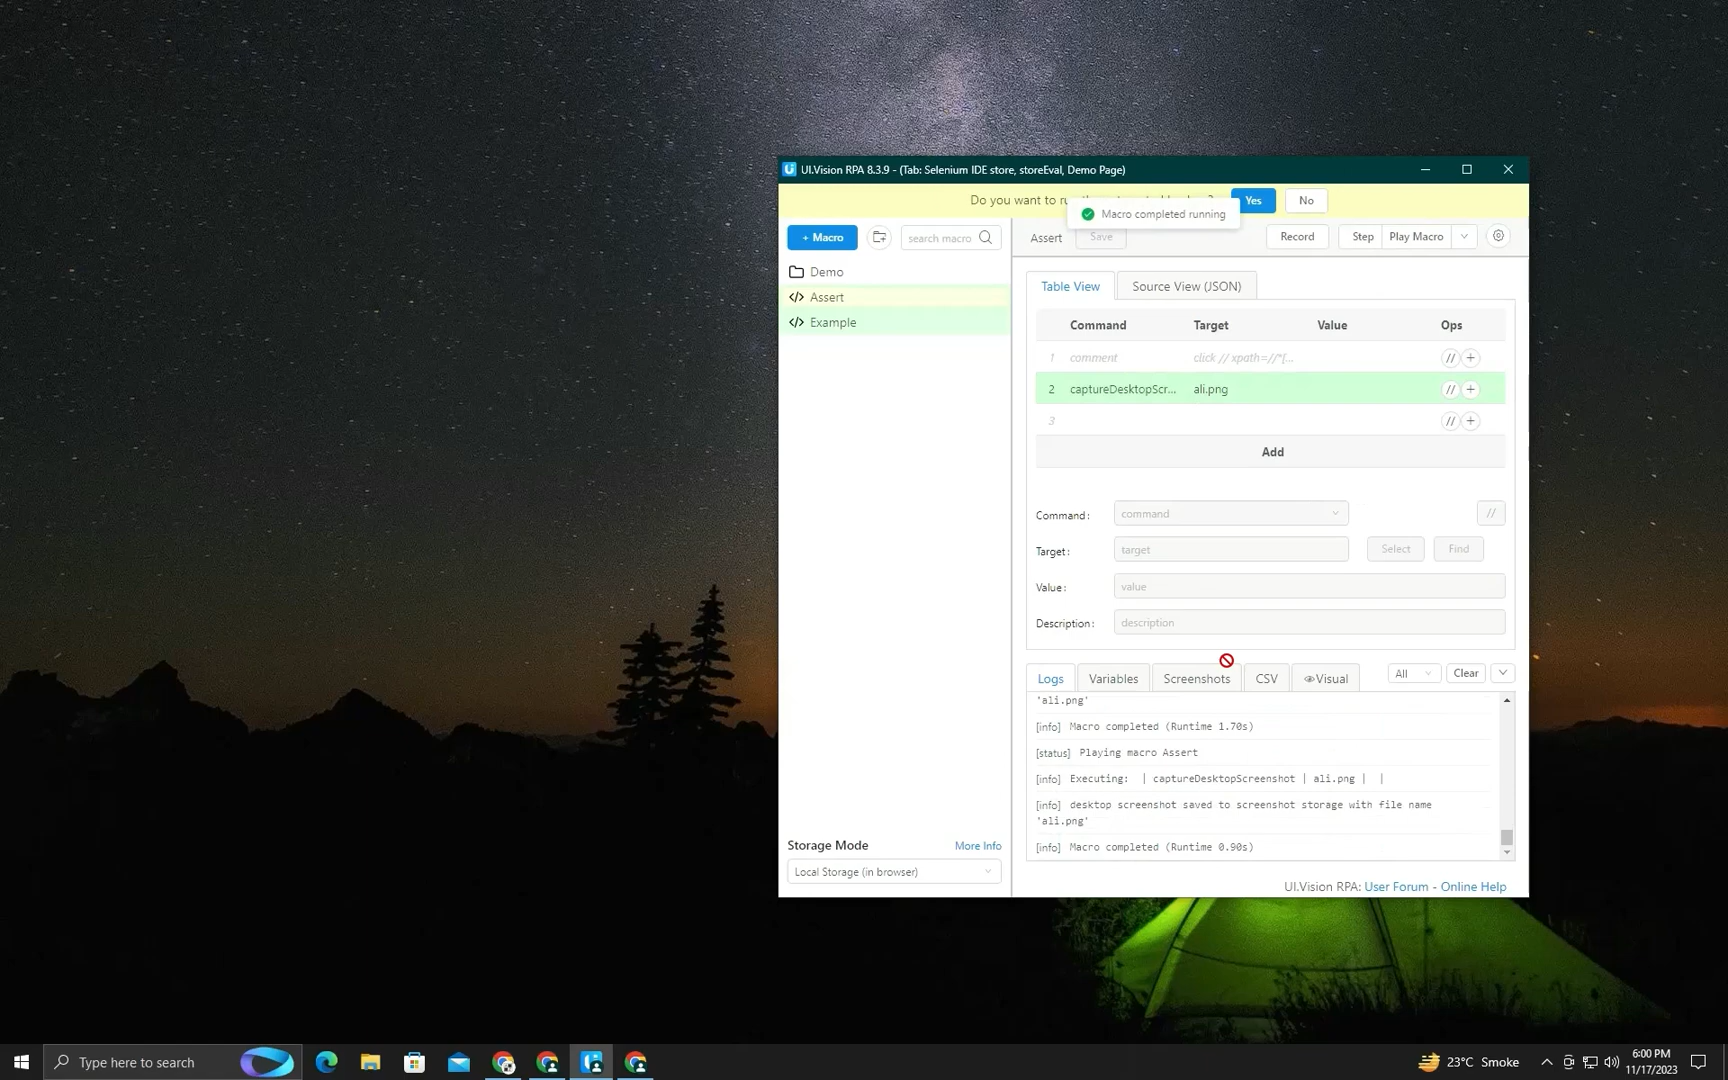 UI.Vision RPA 8.3.9 - (Tab: Selenium IDE store, storeEval, Demo Page)
Do you want to ru
Yes
No
Macro completed running
+ Macro
search macro
Assert
Save
Record
Step
Play Macro
Demo
Assert
Example
Table View
Source View (JSON)
Command Target Value Ops
1 comment click // xpath=//*[... // +
2 captureDesktopScr... ali.png // +
3 // +
Add
Command: command //
Target: target Select Find
Value: value
Description: description
Logs Variables Screenshots CSV Visual All Clear
'ali.png'
[info] Macro completed (Runtime 1.70s)
[status] Playing macro Assert
[info] Executing: | captureDesktopScreenshot | ali.png | |
[info] desktop screenshot saved to screenshot storage with file name
'ali.png'
[info] Macro completed (Runtime 0.90s)
Storage Mode More Info
Local Storage (in browser)
UI.Vision RPA: User Forum - Online Help
Type here to search
23°C Smoke
6:00 PM
11/17/2023